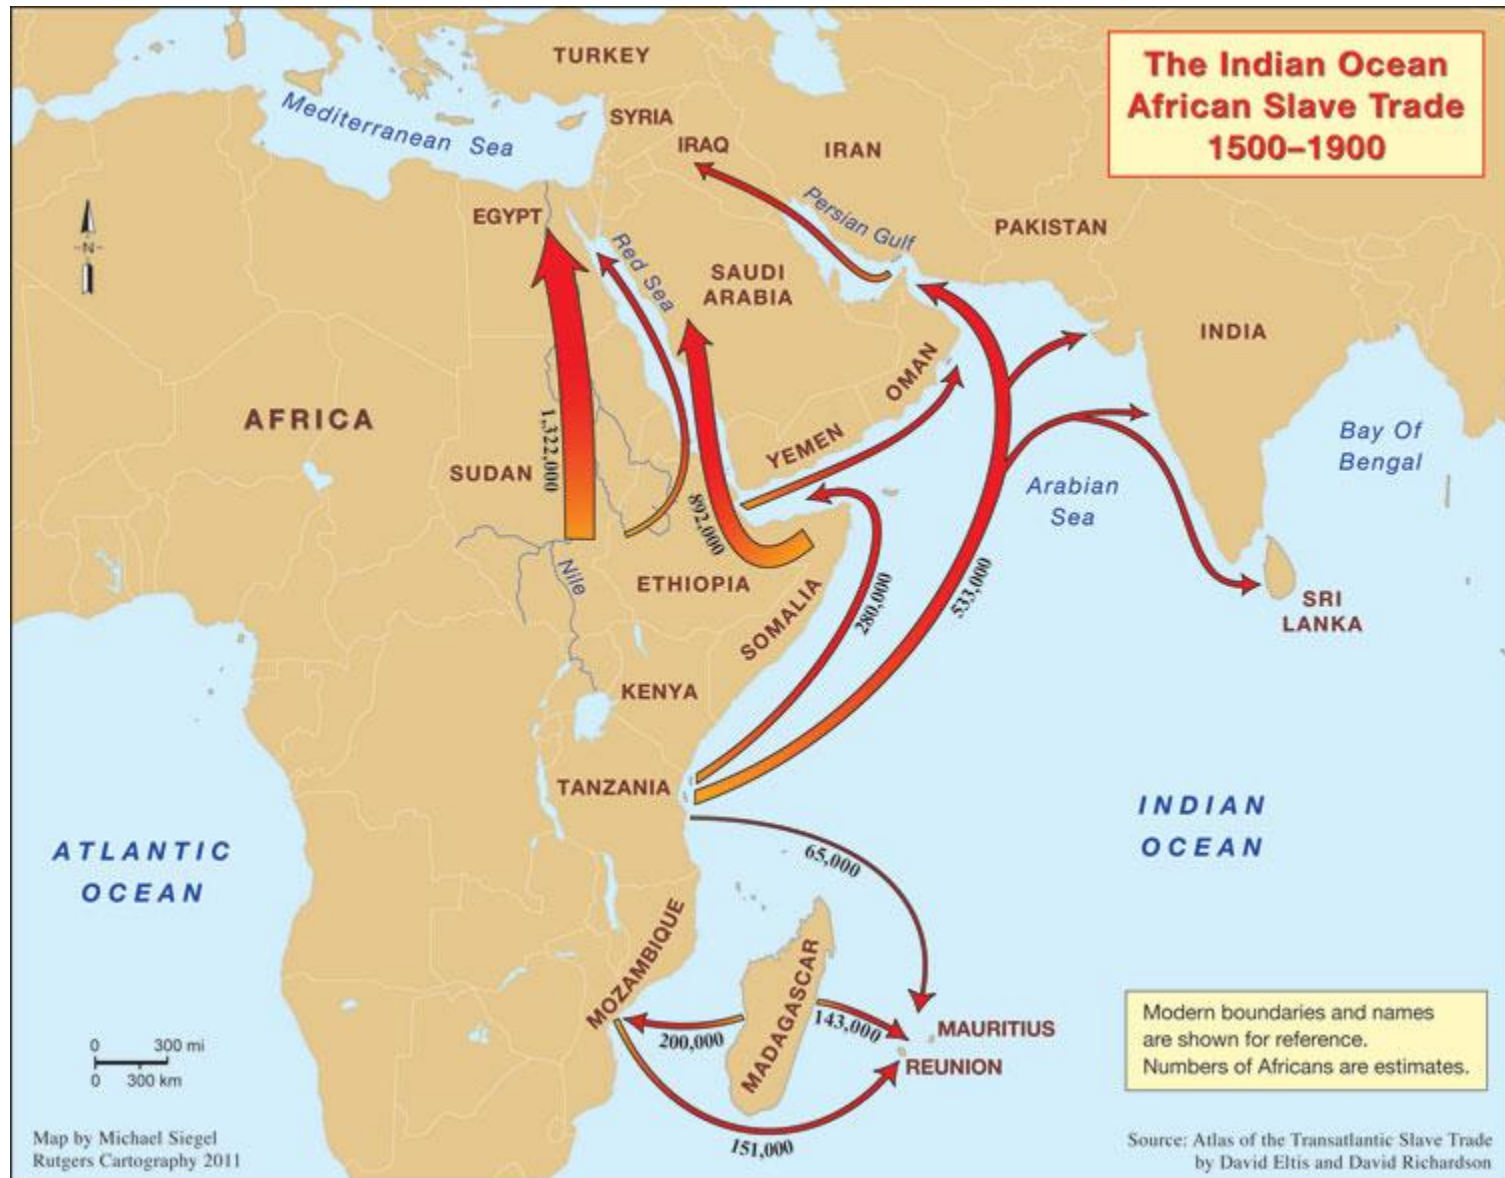 The Indian Ocean
African Slave Trade
1500–1900
TURKEY
Mediterranean Sea
SYRIA
IRAQ
IRAN
Persian Gulf
PAKISTAN
EGYPT
Red Sea
-N-
SAUDI
ARABIA
INDIA
OMAN
AFRICA
1,322,000
YEMEN
Bay Of
Bengal
SUDAN
892,000
Arabian
Sea
Nile
ETHIOPIA
SOMALIA
280,000
533,000
SRI
LANKA
KENYA
TANZANIA
INDIAN
OCEAN
ATLANTIC
OCEAN
65,000
MOZAMBIQUE
MADAGASCAR
143,000
200,000
MAURITIUS
REUNION
151,000
0 300 mi
0 300 km
Modern boundaries and names
are shown for reference.
Numbers of Africans are estimates.
Map by Michael Siegel
Rutgers Cartography 2011
Source: Atlas of the Transatlantic Slave Trade
by David Eltis and David Richardson